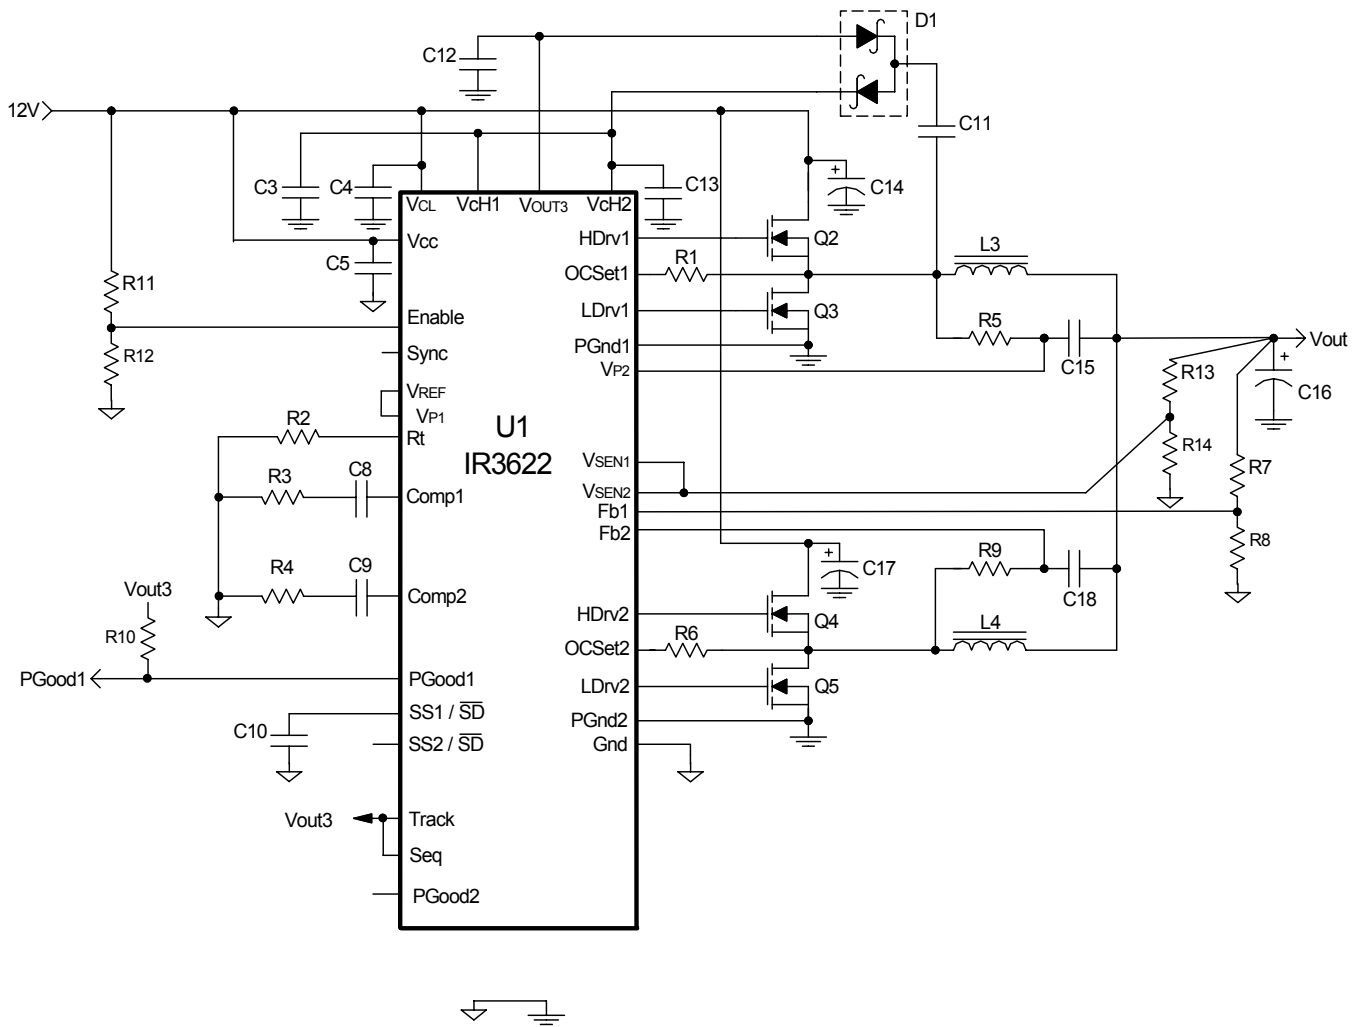 D1
C12
12V
C11
C3
C4
C13
C14
VCL
VcH1
VOUT3
VcH2
Vcc
HDrv1
Q2
C5
OCSet1
R1
L3
R11
Enable
LDrv1
Q3
R5
R12
Sync
PGnd1
C15
Vout
VP2
R13
C16
VREF
VP1
R2
Rt
U1
IR3622
R14
R3
C8
Comp1
VSEN1
VSEN2
R7
Fb1
Fb2
R8
R4
C9
Comp2
C17
R9
C18
Vout3
R10
HDrv2
Q4
OCSet2
R6
L4
PGood1
PGood1
LDrv2
Q5
SS1 / SD
PGnd2
C10
SS2 / SD
Gnd
Vout3
Track
Seq
PGood2